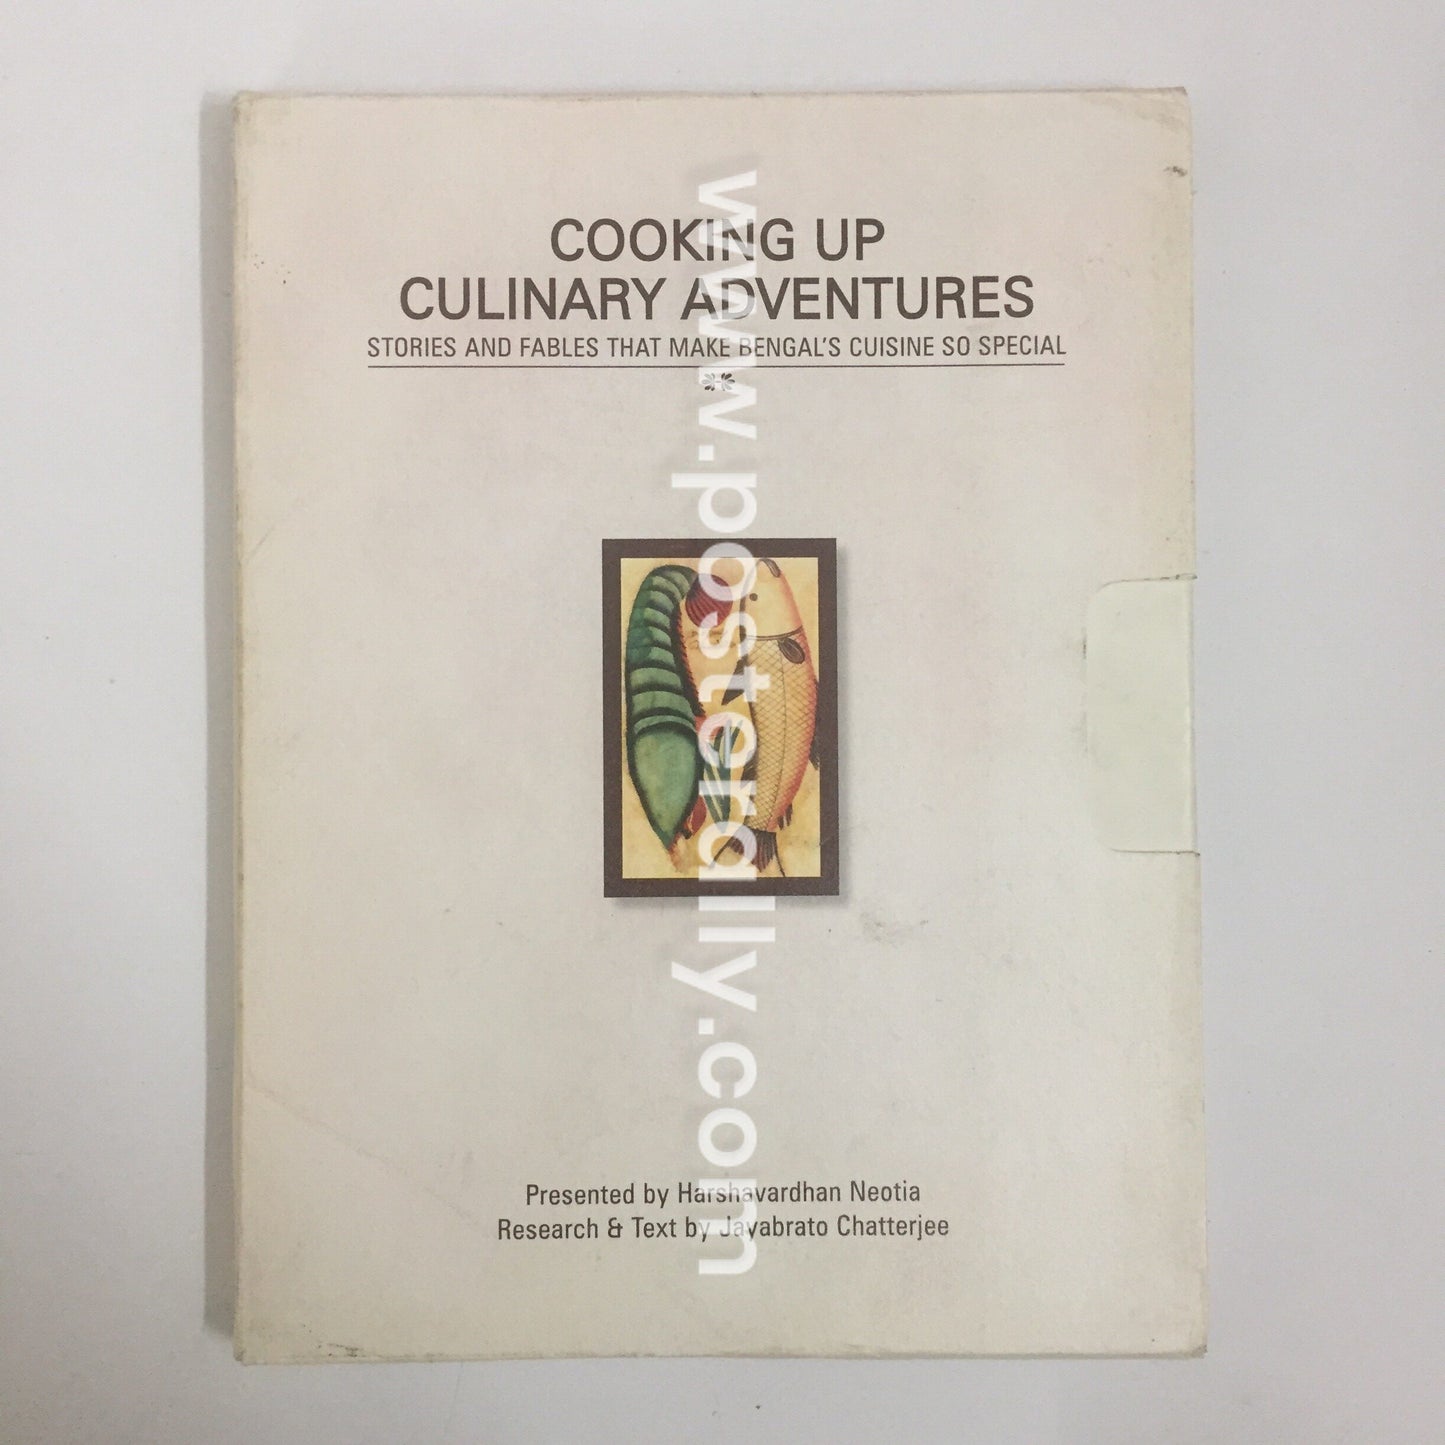 COOKING UP
CULINARY ADVENTURES
STORIES AND FABLES THAT MAKE BENGAL'S CUISINE SO SPECIAL
www.posterally.com
Presented by Harshavardhan Neotia
Research & Text by Jayabrato Chatterjee